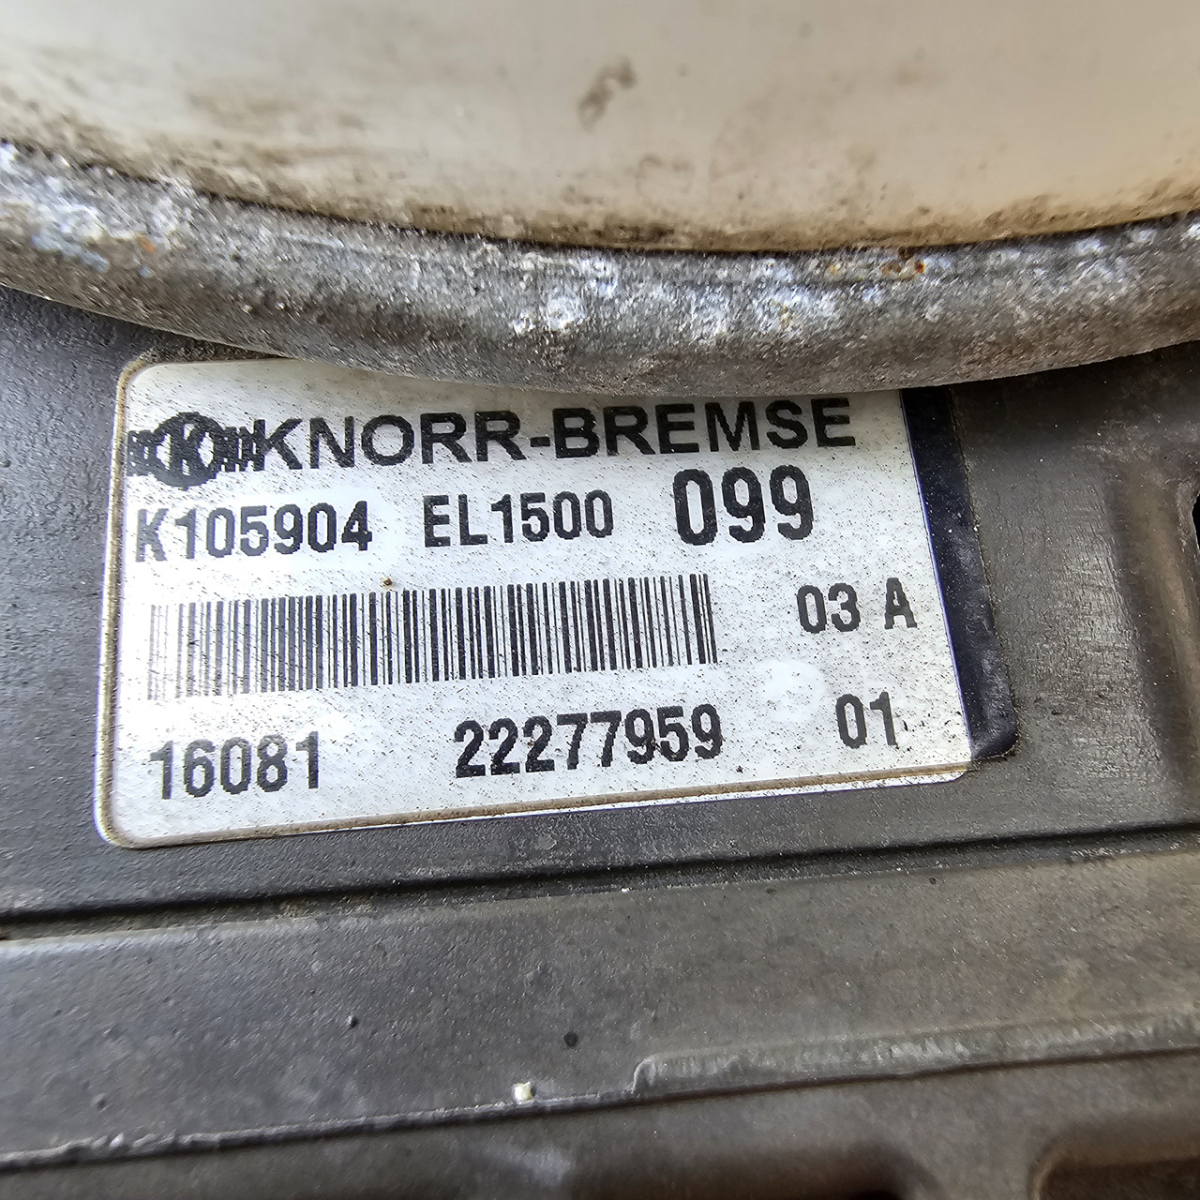 KNORR-BREMSE
K105904 EL1500 099
03 A
16081 22277959 01